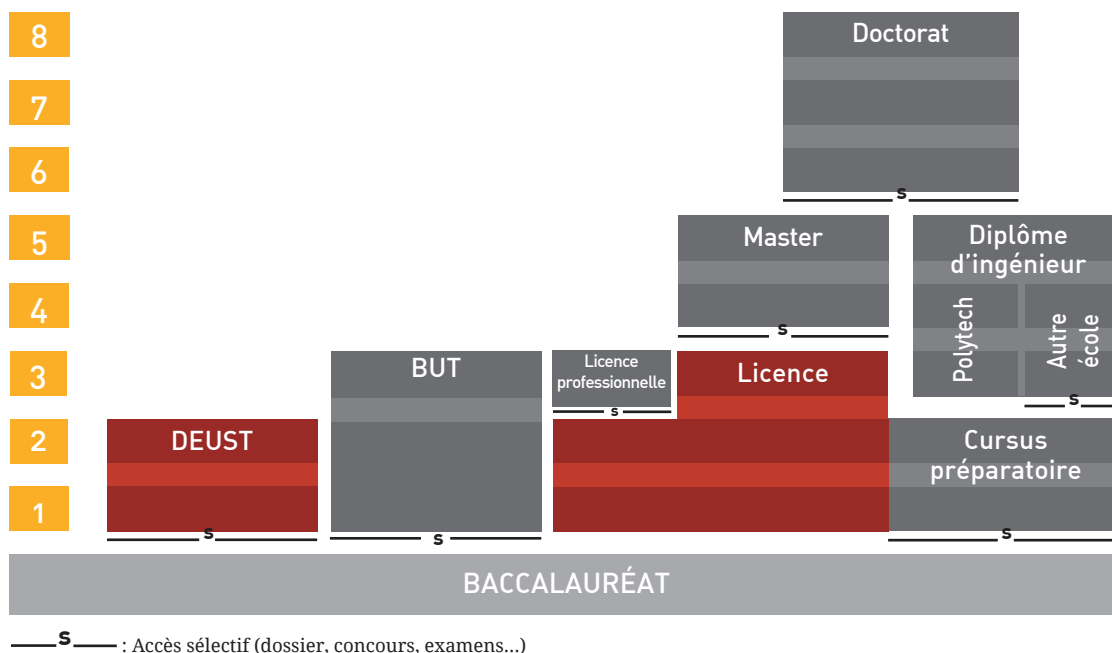 8
Doctorat
7
6
s
5
Master
Diplôme
d'ingénieur
4
Polytech
Autre
école
s
3
BUT
Licence
professionnelle
Licence
s
s
2
DEUST
Cursus
préparatoire
1
s
s
s
BACCALAURÉAT
s : Accès sélectif (dossier, concours, examens...)